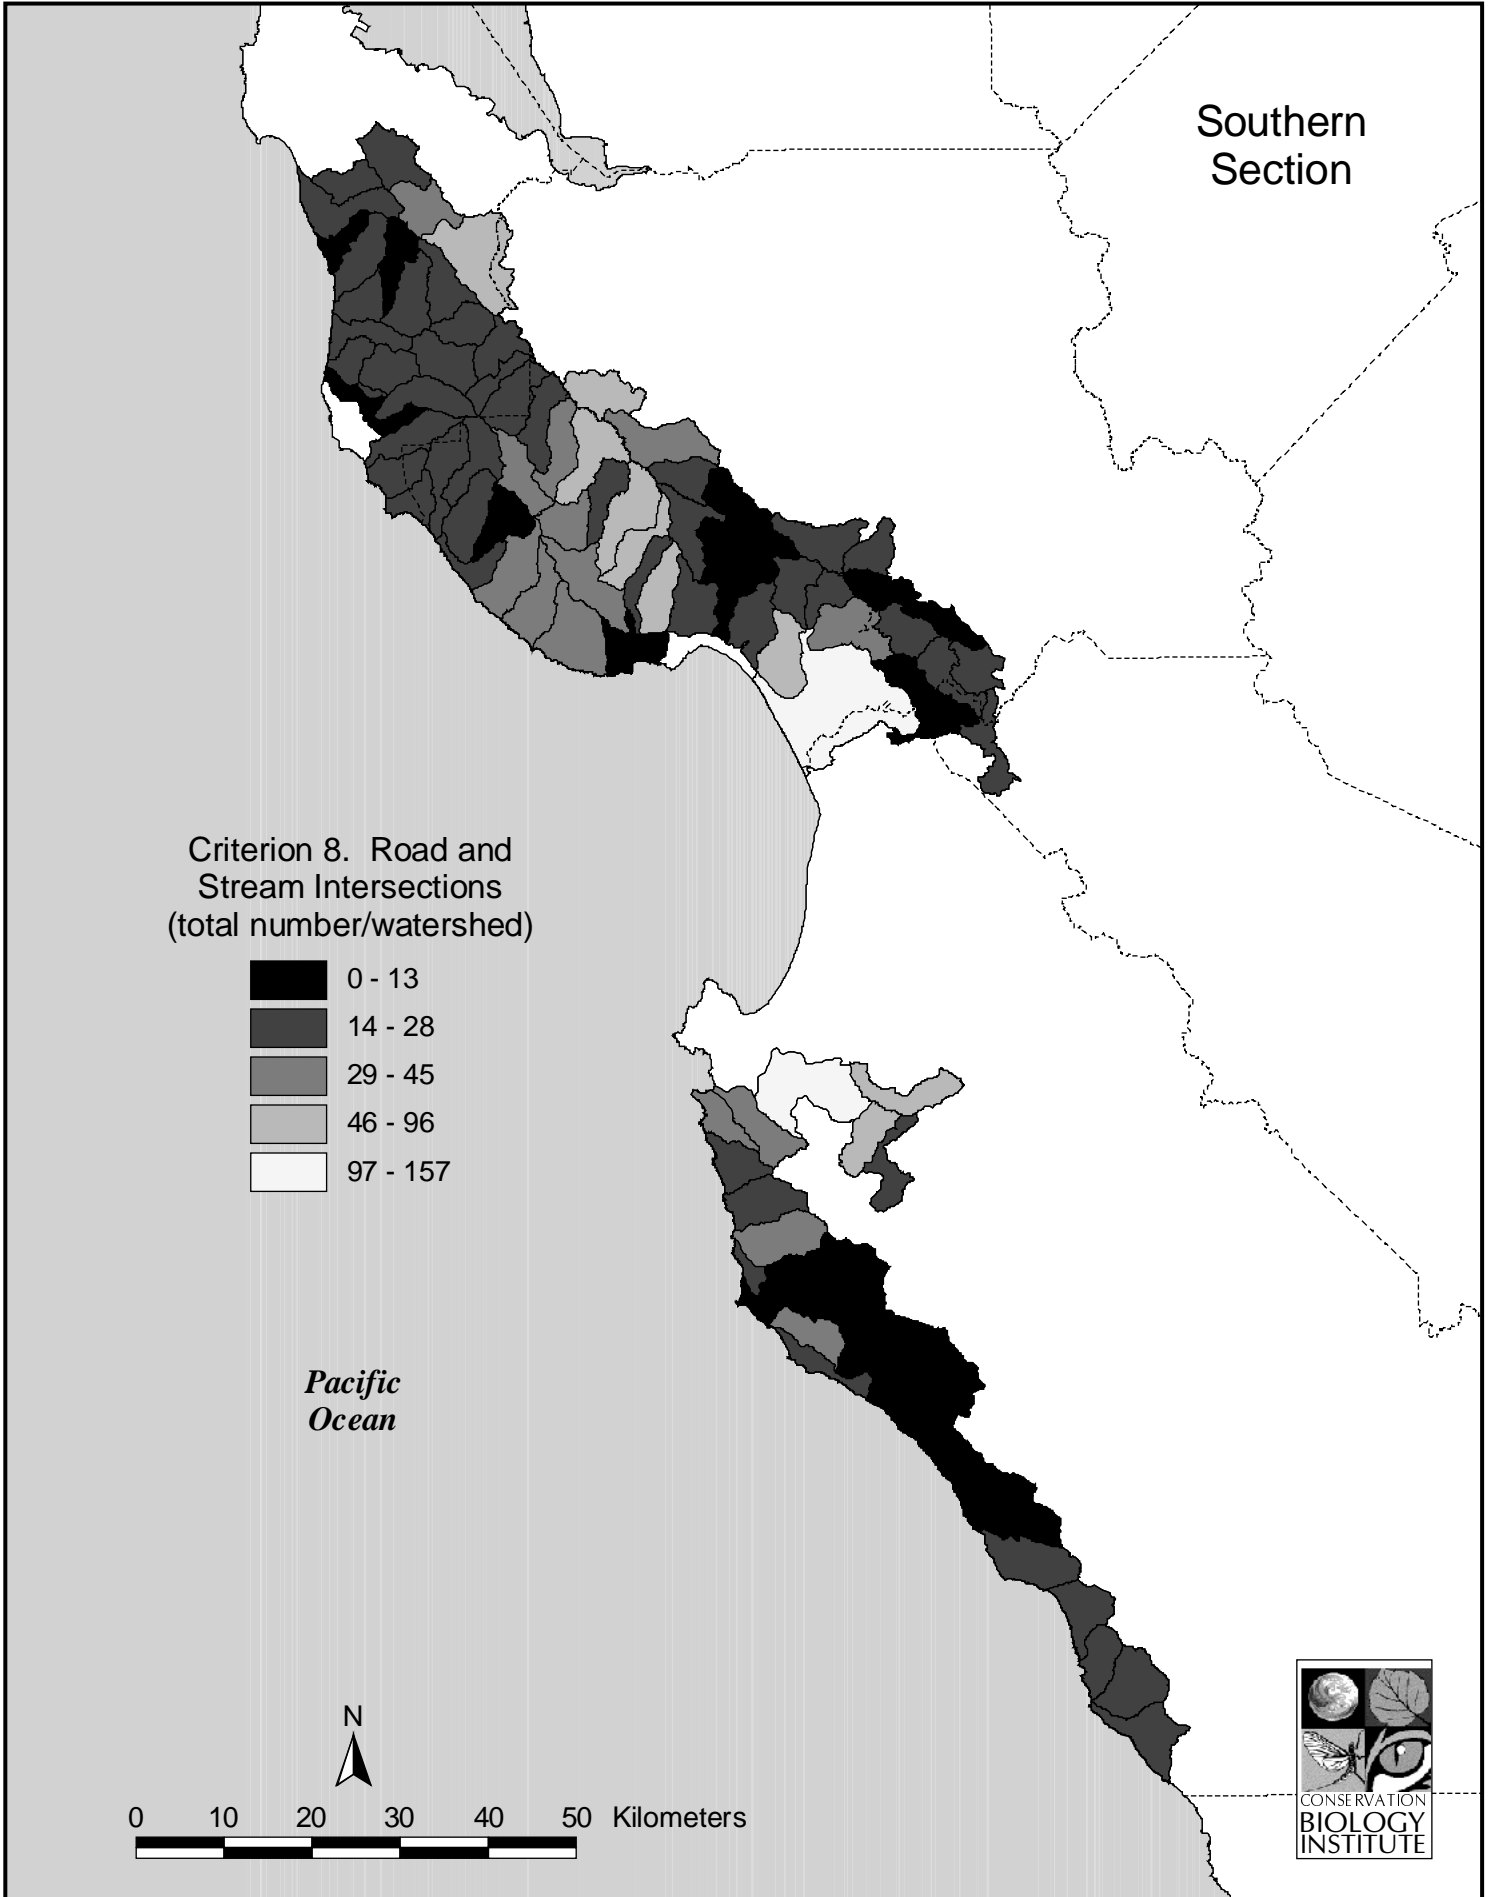 Southern
Section
Criterion 8. Road and
Stream Intersections
(total number/watershed)
0 - 13
14 - 28
29 - 45
46 - 96
97 - 157
Pacific
Ocean
N
0 10 20 30 40 50 Kilometers
CONSERVATION
BIOLOGY
INSTITUTE